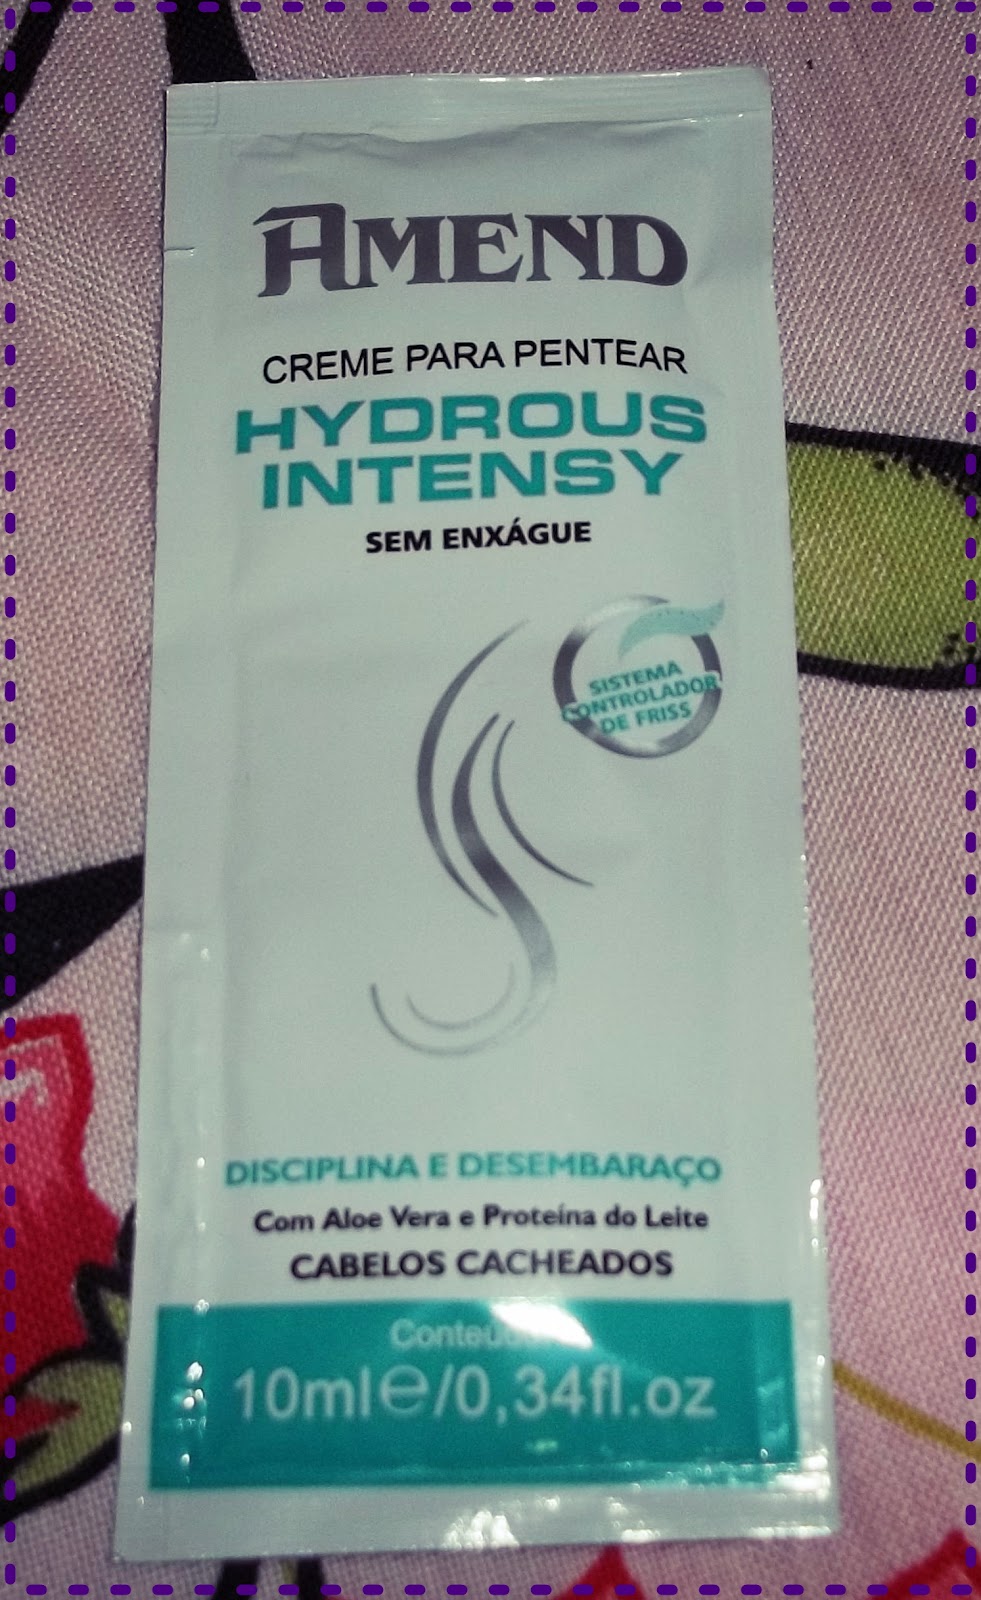 AMEND
CREME PARA PENTEAR
HYDROUS
INTENSY
SEM ENXÁGUE
SISTEMA
CONTROLADOR
DE FRISS
DISCIPLINA E DESEMBARAÇO
Com Aloe Vera e Proteína do Leite
CABELOS CACHEADOS
10ml℮/0,34fl.oz